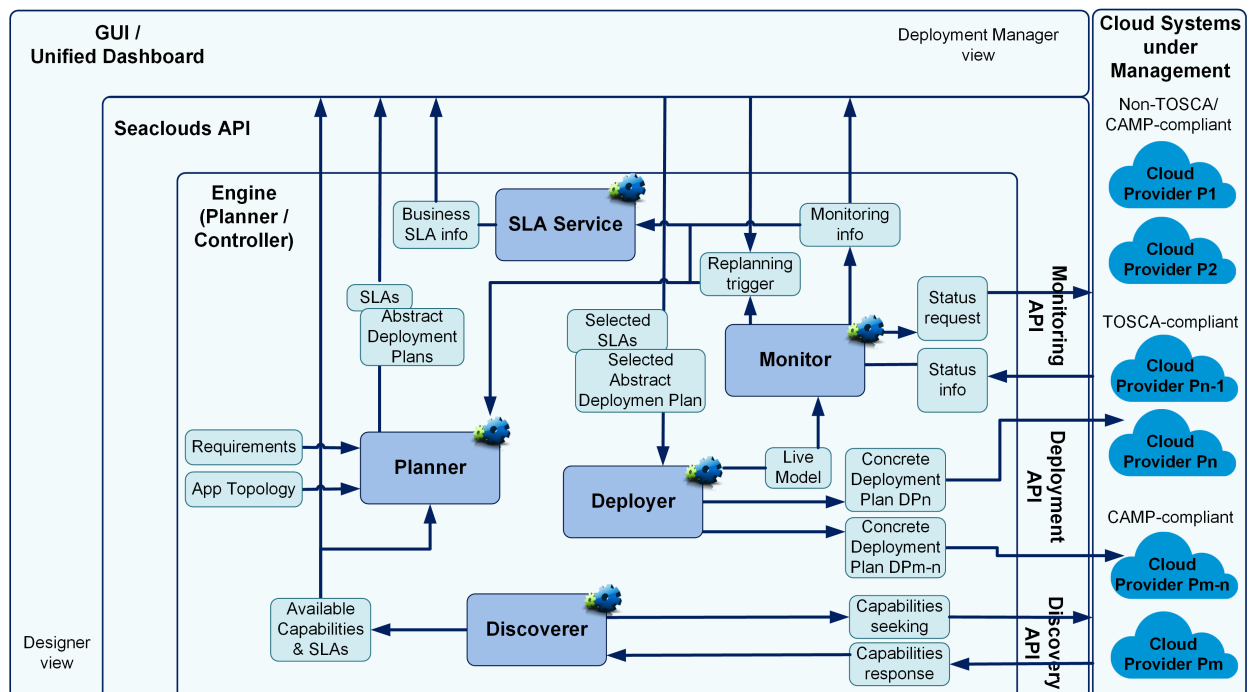 GUI /
Unified Dashboard
Deployment Manager
view
Cloud Systems
under
Management
Non-TOSCA/
CAMP-compliant
Seaclouds API
Cloud
Provider P1
Engine
(Planner /
Controller)
Business
SLA info
SLA Service
Monitoring
info
Cloud
Provider P2
Replanning
trigger
SLAs
Abstract
Deployment
Plans
Selected
SLAs
Selected
Abstract
Deploymen Plan
Monitor
Status
request
Status
info
Monitoring
API
TOSCA-compliant
Cloud
Provider Pn-1
Cloud
Provider Pn
Requirements
App Topology
Planner
Deployer
Live
Model
Concrete
Deployment
Plan DPn
Concrete
Deployment
Plan DPm-n
Deployment
API
CAMP-compliant
Cloud
Provider Pm-n
Available
Capabilities
& SLAs
Discoverer
Capabilities
seeking
Capabilities
response
Discovery
API
Cloud
Provider Pm
Designer
view